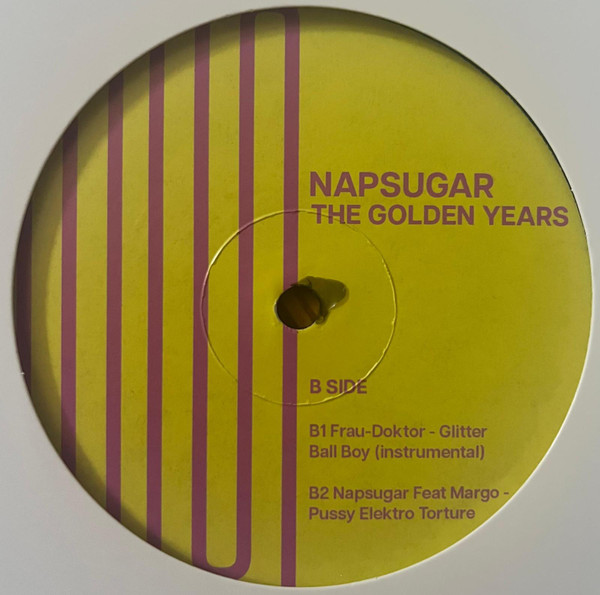 NAPSUGAR
THE GOLDEN YEARS
B SIDE
B1 Frau-Doktor - Glitter
Ball Boy (instrumental)
B2 Napsugar Feat Margo -
Pussy Elektro Torture